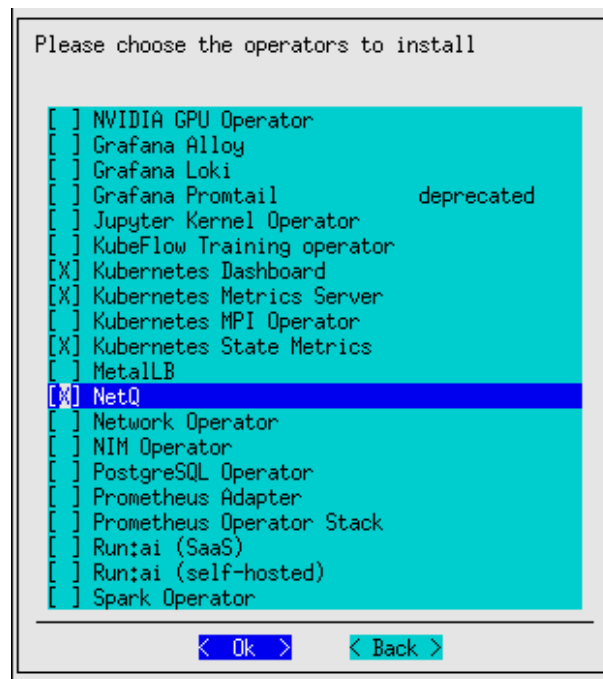 Please choose the operators to install
[ ] NVIDIA GPU Operator
[ ] Grafana Alloy
[ ] Grafana Loki
[ ] Grafana Promtail deprecated
[ ] Jupyter Kernel Operator
[ ] KubeFlow Training operator
[X] Kubernetes Dashboard
[X] Kubernetes Metrics Server
[ ] Kubernetes MPI Operator
[X] Kubernetes State Metrics
[ ] MetalLB
[X] NetQ
[ ] Network Operator
[ ] NIM Operator
[ ] PostgreSQL Operator
[ ] Prometheus Adapter
[ ] Prometheus Operator Stack
[ ] Run:ai (SaaS)
[ ] Run:ai (self-hosted)
[ ] Spark Operator
< Ok > < Back >